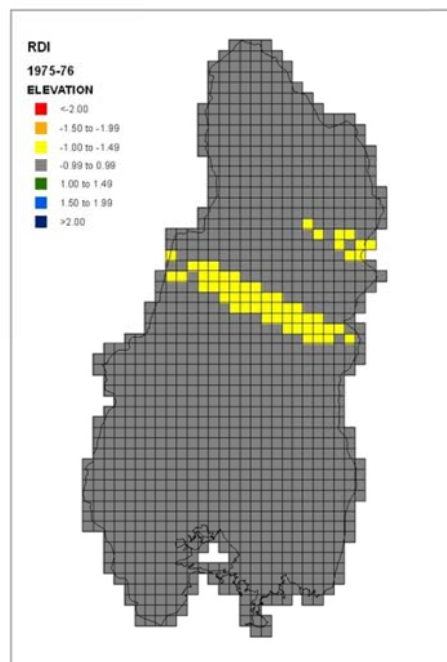 RDI
1975-76
ELEVATION
<-2.00
-1.50 to -1.99
-1.00 to -1.49
-0.99 to 0.99
1.00 to 1.49
1.50 to 1.99
>2.00